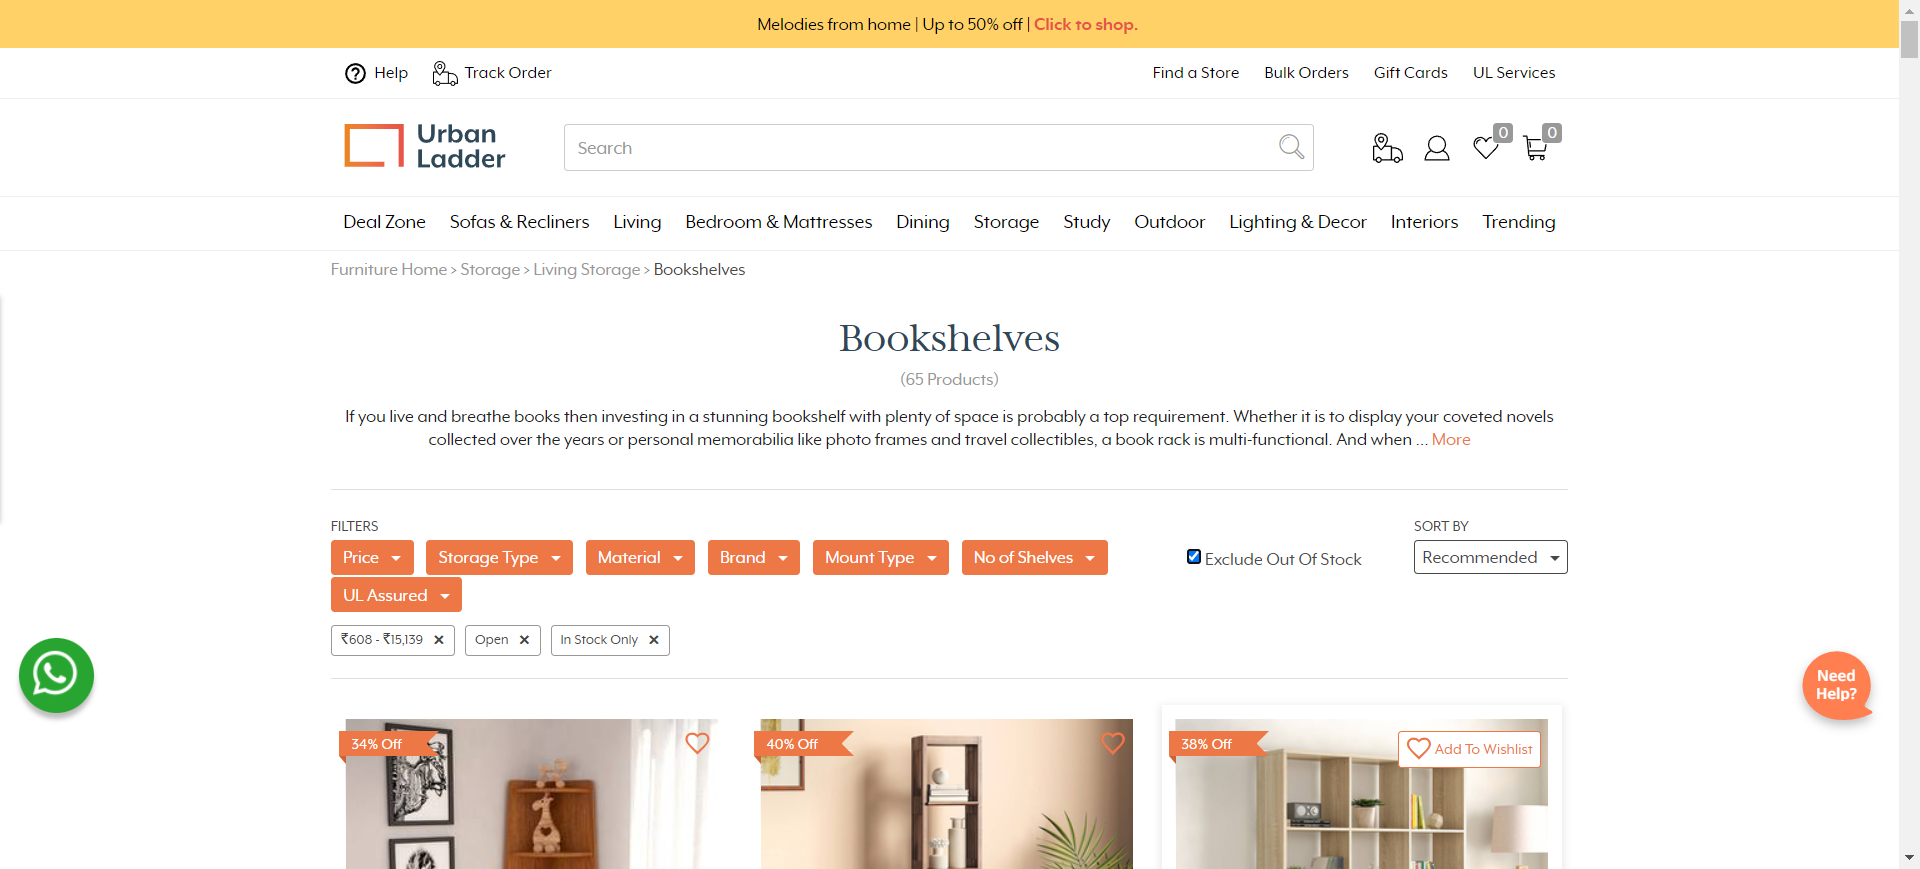 Melodies from home | Up to 50% off | Click to shop.
Help Track Order Find a Store Bulk Orders Gift Cards UL Services
Urban
Ladder
Search
0 0
Deal Zone Sofas & Recliners Living Bedroom & Mattresses Dining Storage Study Outdoor Lighting & Decor Interiors Trending
Furniture Home > Storage > Living Storage > Bookshelves
Bookshelves
(65 Products)
If you live and breathe books then investing in a stunning bookshelf with plenty of space is probably a top requirement. Whether it is to display your coveted novels
collected over the years or personal memorabilia like photo frames and travel collectibles, a book rack is multi-functional. And when ... More
FILTERS SORT BY
Price Storage Type Material Brand Mount Type No of Shelves Exclude Out Of Stock Recommended
UL Assured
₹608 - ₹15,139 Open In Stock Only
Need
Help?
34% Off 40% Off 38% Off Add To Wishlist